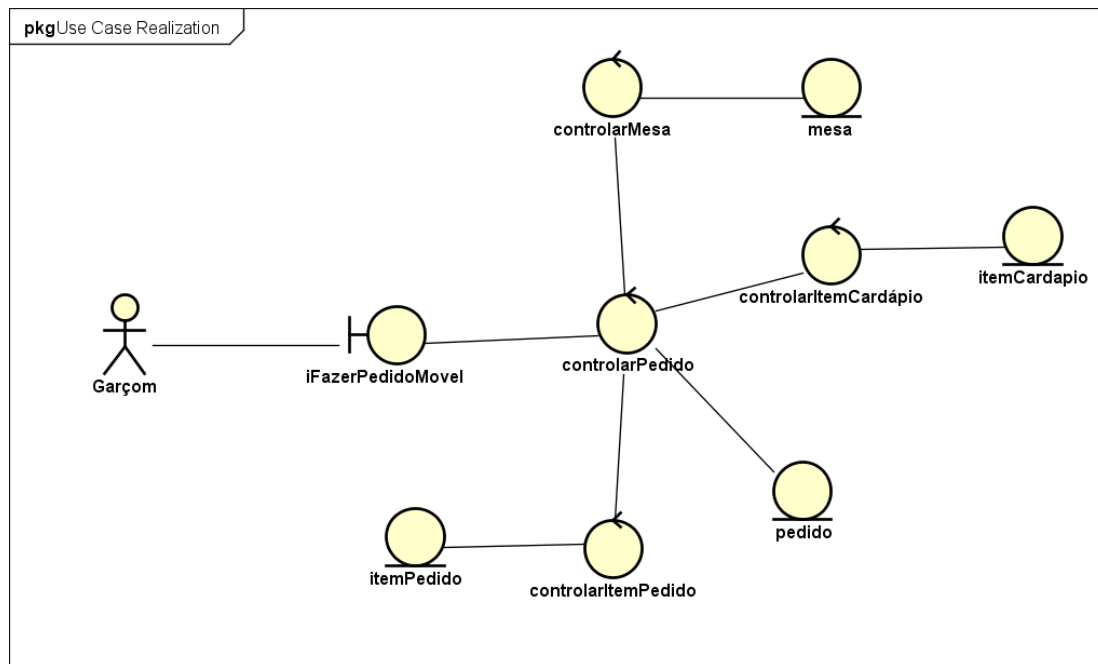 pkgUse Case Realization
controlarMesa
mesa
controlarItemCardápio
itemCardapio
Garçom
iFazerPedidoMovel
controlarPedido
pedido
itemPedido
controlarItemPedido